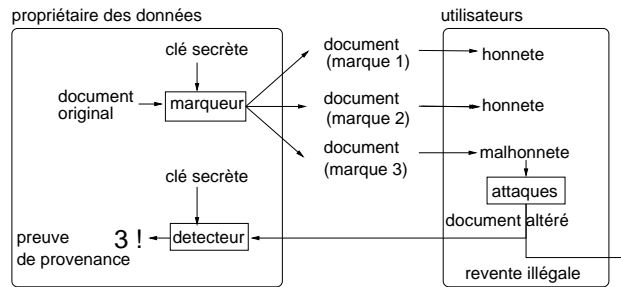 propriétaire des données
utilisateurs
clé secrète
document
original
marqueur
document
(marque 1)
honnete
document
(marque 2)
honnete
document
(marque 3)
malhonnete
attaques
clé secrète
document altéré
preuve
de provenance
3 !
detecteur
revente illégale